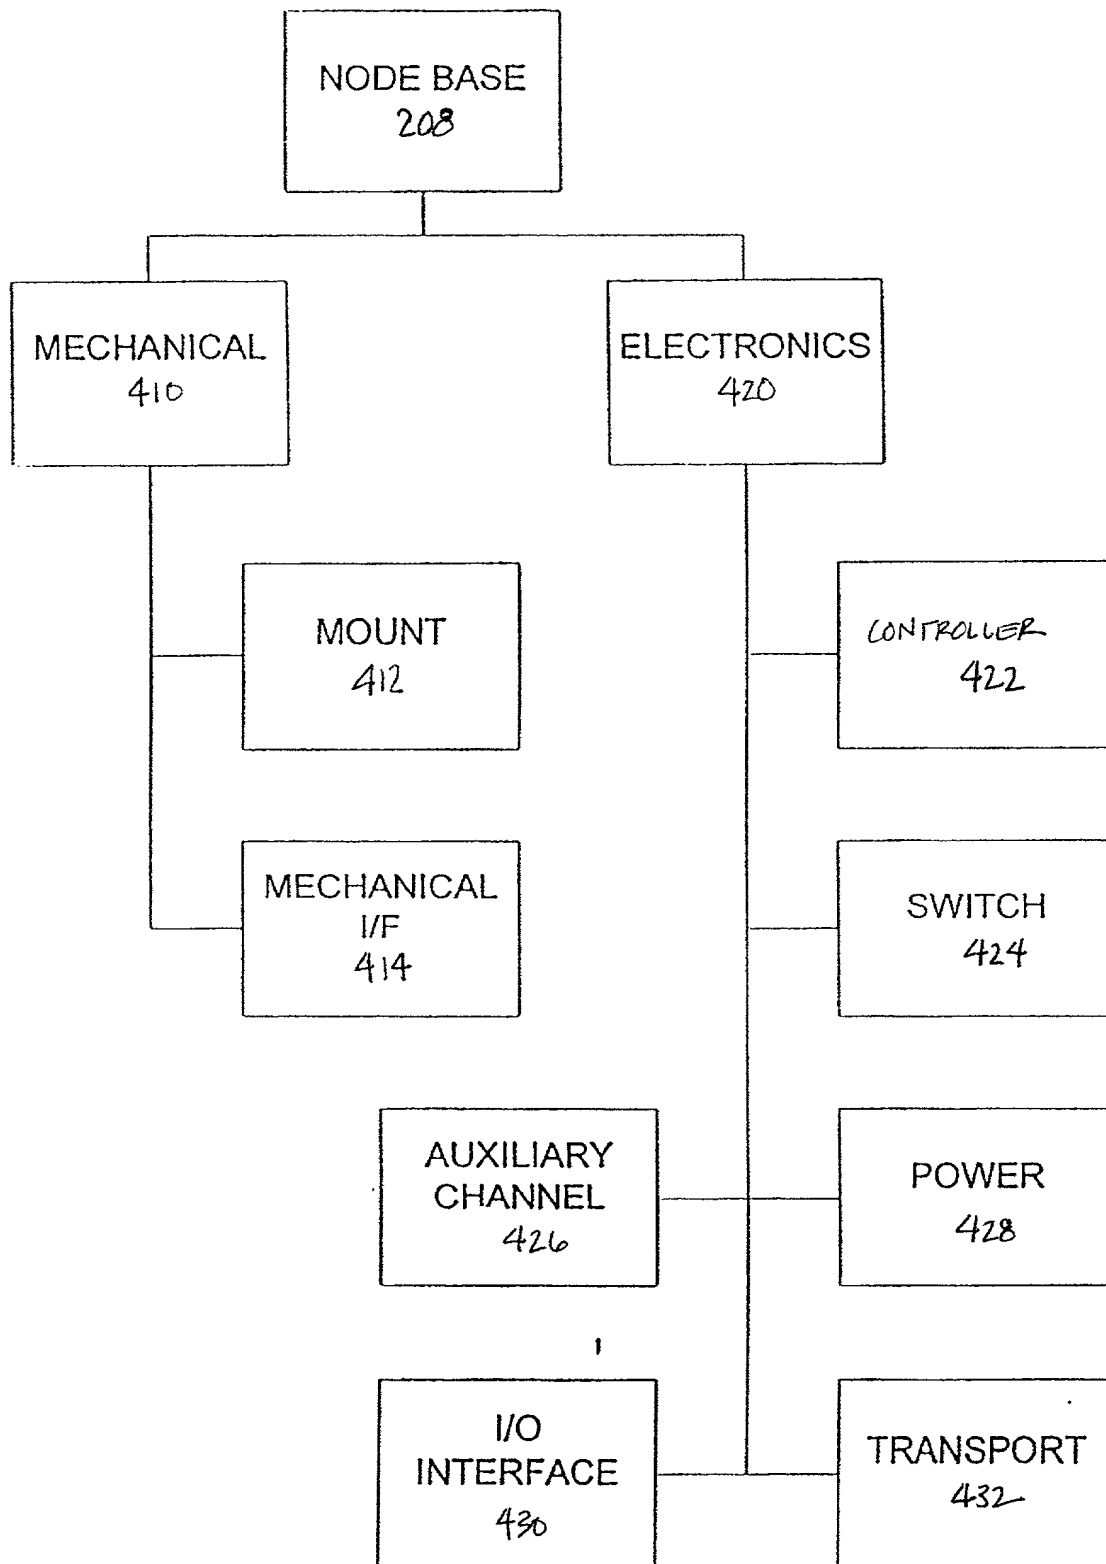 NODE BASE
208
MECHANICAL
410
ELECTRONICS
420
MOUNT
412
CONTROLLER
422
MECHANICAL
I/F
414
SWITCH
424
AUXILIARY
CHANNEL
426
POWER
428
I/O
INTERFACE
430
TRANSPORT
432